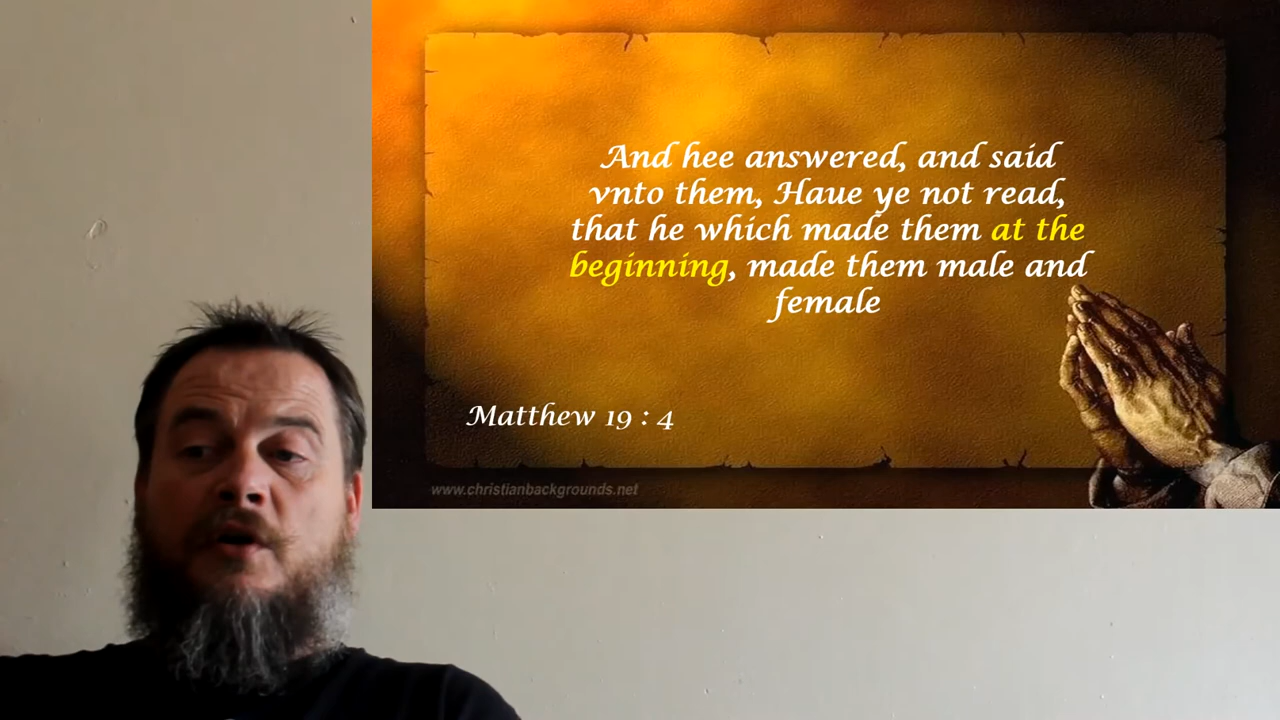 And hee answered, and said
vnto them, Haue ye not read,
that he which made them at the
beginning, made them male and
female
Matthew 19 : 4
www.christianbackgrounds.net